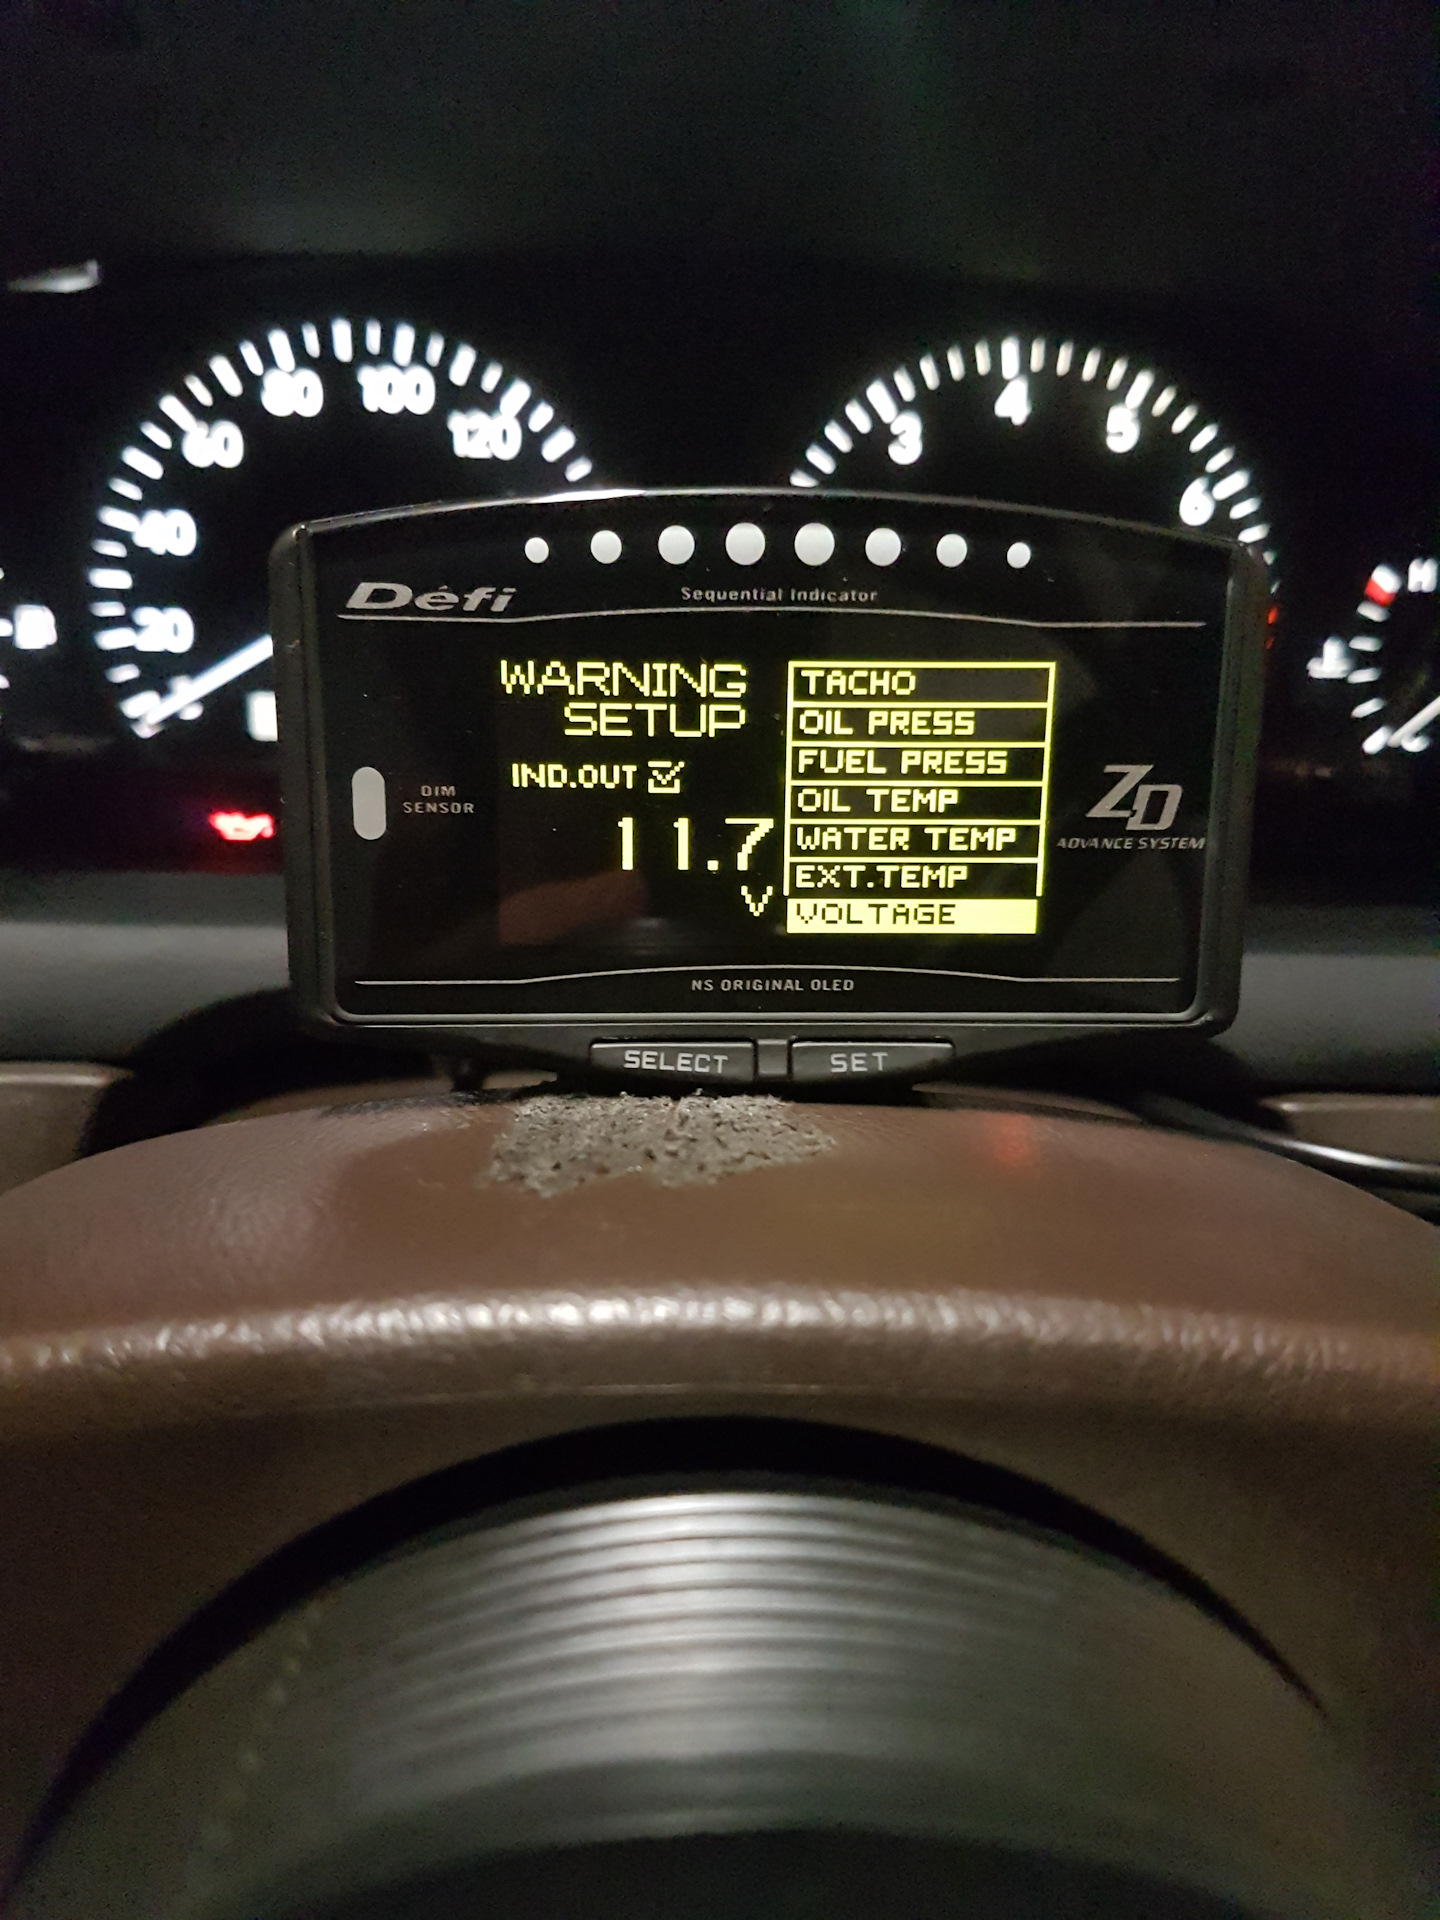 80
100
60
120
40
20
4
3
5
6
H
Défi
Sequential Indicator
WARNING
SETUP
IND.OUT
11.7
V
TACHO
OIL PRESS
FUEL PRESS
OIL TEMP
WATER TEMP
EXT.TEMP
VOLTAGE
DIM
SENSOR
ZD
ADVANCE SYSTEM
NS ORIGINAL OLED
SELECT
SET